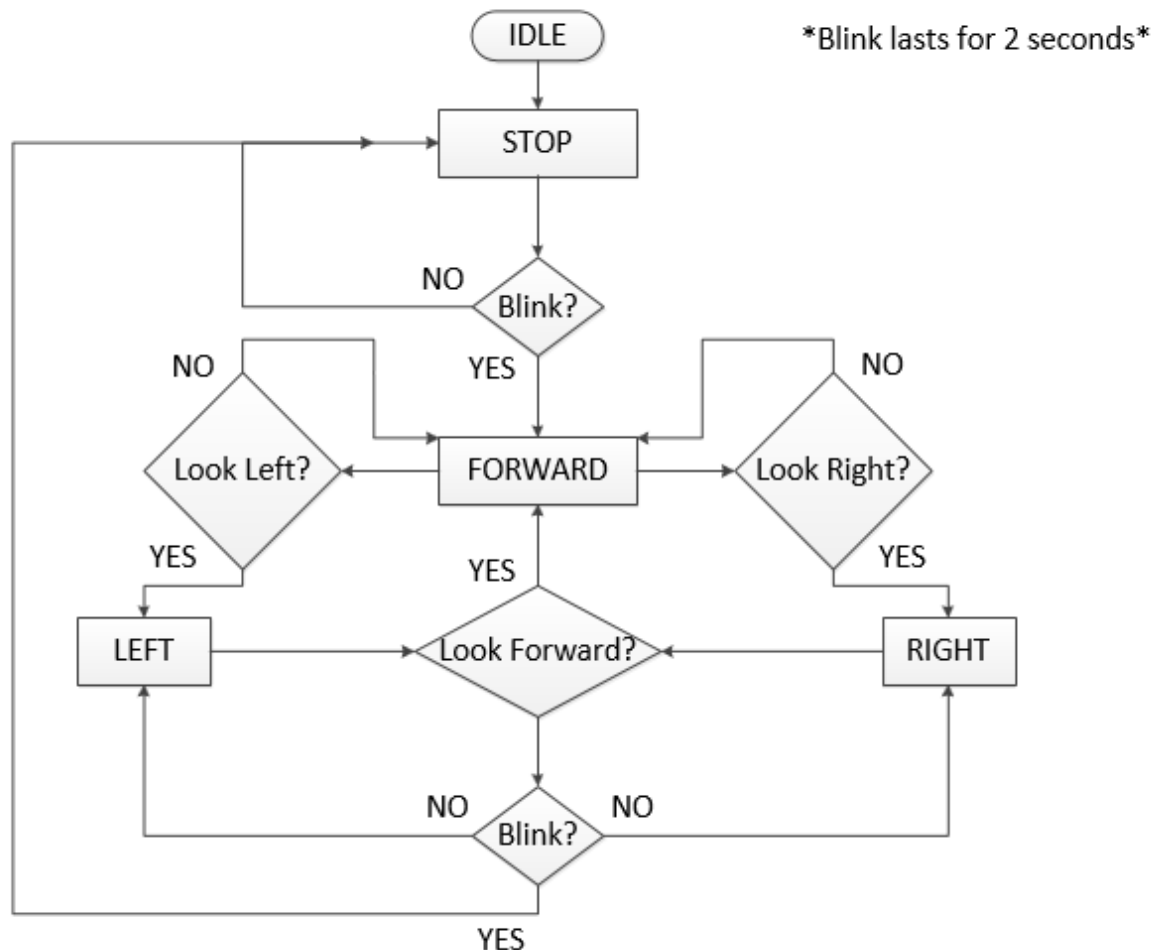 IDLE
*Blink lasts for 2 seconds*
STOP
NO
Blink?
YES
NO
NO
Look Left?
FORWARD
Look Right?
YES
YES
YES
LEFT
Look Forward?
RIGHT
NO
NO
Blink?
YES